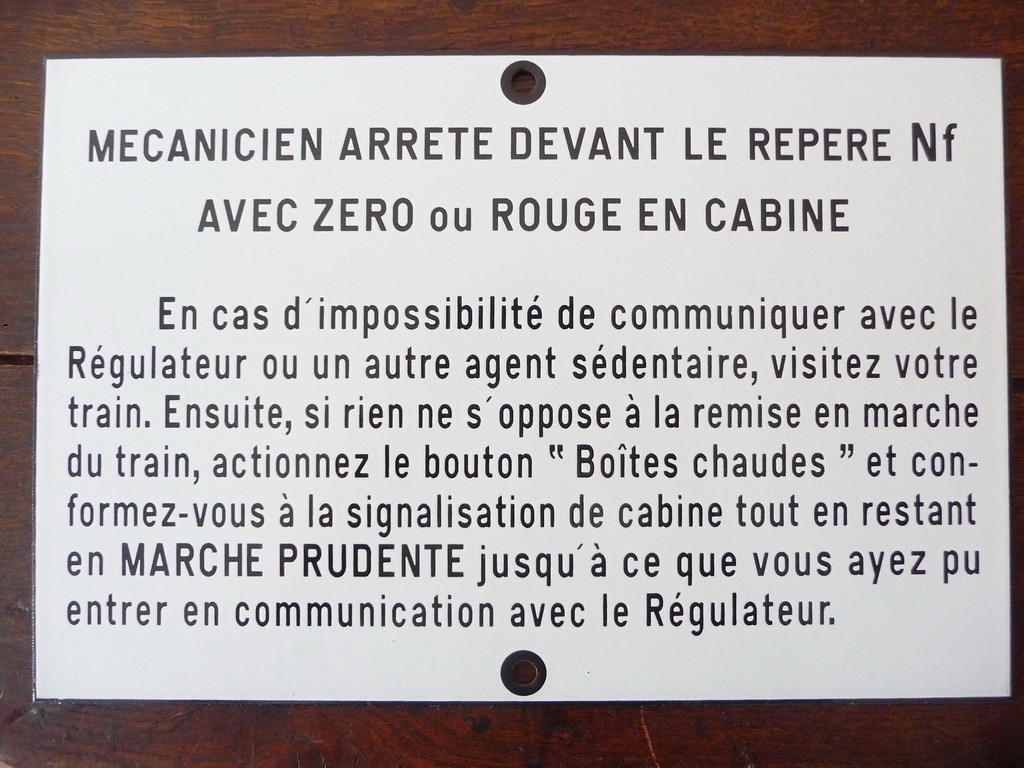 MECANICIEN ARRETE DEVANT LE REPERE Nf
AVEC ZERO ou ROUGE EN CABINE
En cas d´impossibilité de communiquer avec le
Régulateur ou un autre agent sédentaire, visitez votre
train. Ensuite, si rien ne s´oppose à la remise en marche
du train, actionnez le bouton “ Boîtes chaudes ” et con-
formez-vous à la signalisation de cabine tout en restant
en MARCHE PRUDENTE jusqu´à ce que vous ayez pu
entrer en communication avec le Régulateur.